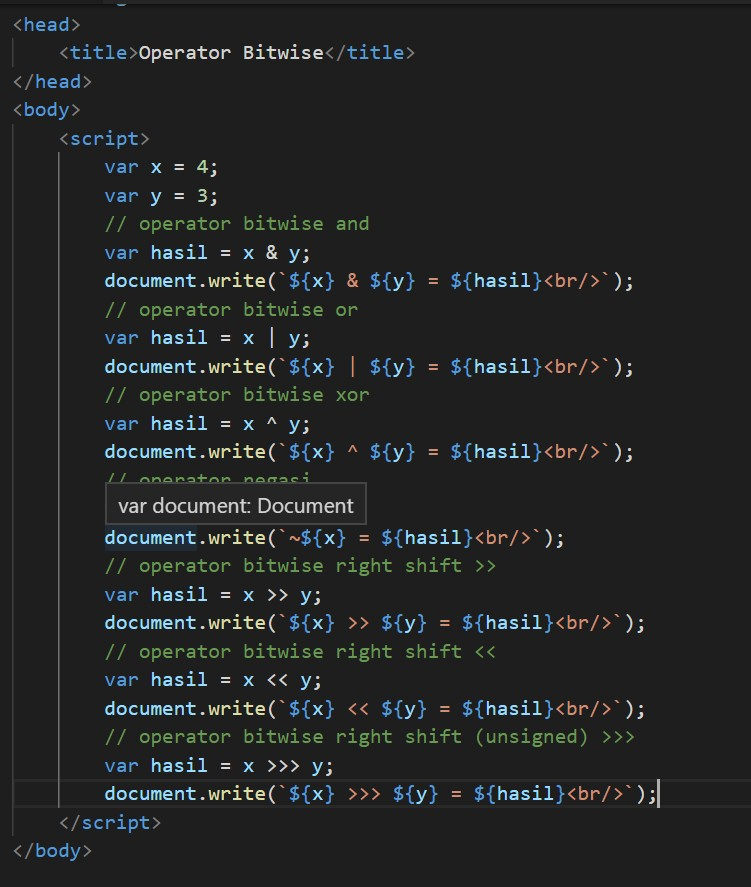 <head>
<title>Operator Bitwise</title>
</head>
<body>
<script>
var x = 4;
var y = 3;
// operator bitwise and
var hasil = x & y;
document.write(`${x} & ${y} = ${hasil}<br/>`);
// operator bitwise or
var hasil = x | y;
document.write(`${x} | ${y} = ${hasil}<br/>`);
// operator bitwise xor
var hasil = x ^ y;
document.write(`${x} ^ ${y} = ${hasil}<br/>`);
// operator negasi
var document: Document
document.write(`~${x} = ${hasil}<br/>`);
// operator bitwise right shift >>
var hasil = x >> y;
document.write(`${x} >> ${y} = ${hasil}<br/>`);
// operator bitwise right shift <<
var hasil = x << y;
document.write(`${x} << ${y} = ${hasil}<br/>`);
// operator bitwise right shift (unsigned) >>>
var hasil = x >>> y;
document.write(`${x} >>> ${y} = ${hasil}<br/>`);
</script>
</body>